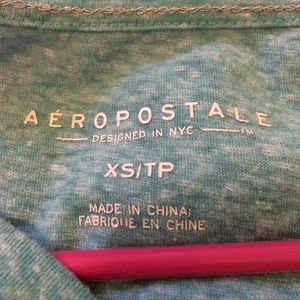 AÉROPOSTALE
DESIGNED IN NYC ™
XS/TP
MADE IN CHINA;
FABRIQUÉ EN CHINE